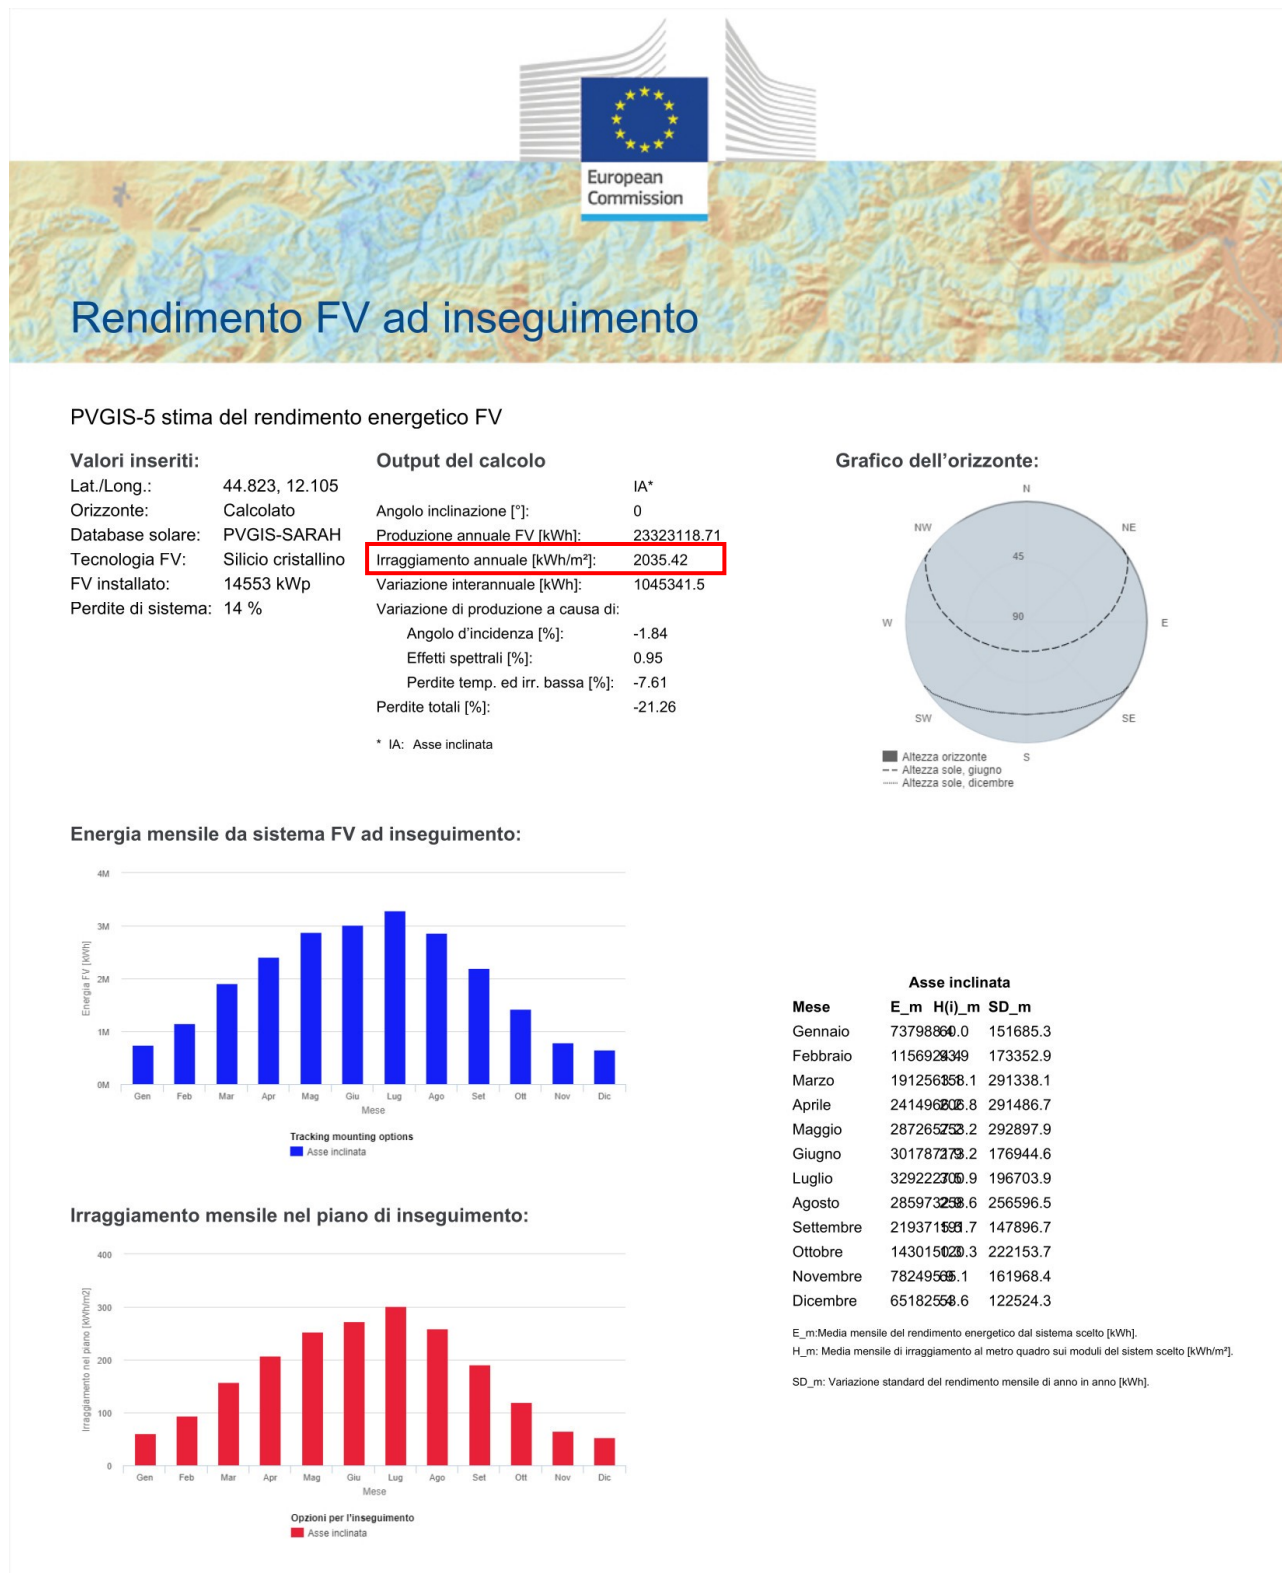 European
Commission
Rendimento FV ad inseguimento
PVGIS-5 stima del rendimento energetico FV
Valori inseriti:
Lat./Long.: 44.823, 12.105
Orizzonte: Calcolato
Database solare: PVGIS-SARAH
Tecnologia FV: Silicio cristallino
FV installato: 14553 kWp
Perdite di sistema: 14 %
Output del calcolo
IA*
Angolo inclinazione [°]: 0
Produzione annuale FV [kWh]: 23323118.71
Irraggiamento annuale [kWh/m²]: 2035.42
Variazione interannuale [kWh]: 1045341.5
Variazione di produzione a causa di:
Angolo d'incidenza [%]: -1.84
Effetti spettrali [%]: 0.95
Perdite temp. ed irr. bassa [%]: -7.61
Perdite totali [%]: -21.26
* IA: Asse inclinata
Grafico dell'orizzonte:
N
NW NE
45
90
W E
SW SE
S
Altezza orizzonte
Altezza sole, giugno
Altezza sole, dicembre
Energia mensile da sistema FV ad inseguimento:
4M
3M
2M
1M
0M
Energia FV [kWh]
Gen Feb Mar Apr Mag Giu Lug Ago Set Ott Nov Dic
Mese
Tracking mounting options
Asse inclinata
Irraggiamento mensile nel piano di inseguimento:
400
300
200
100
0
Irraggiamento nel piano [kWh/m2]
Gen Feb Mar Apr Mag Giu Lug Ago Set Ott Nov Dic
Mese
Opzioni per l'inseguimento
Asse inclinata
Asse inclinata
Mese E_m H(i)_m SD_m
Gennaio 151685.3
Febbraio 173352.9
Marzo 291338.1
Aprile 291486.7
Maggio 292897.9
Giugno 176944.6
Luglio 196703.9
Agosto 256596.5
Settembre 147896.7
Ottobre 222153.7
Novembre 161968.4
Dicembre 122524.3
E_m:Media mensile del rendimento energetico dal sistema scelto [kWh].
H_m: Media mensile di irraggiamento al metro quadro sui moduli del sistem scelto [kWh/m²].
SD_m: Variazione standard del rendimento mensile di anno in anno [kWh].